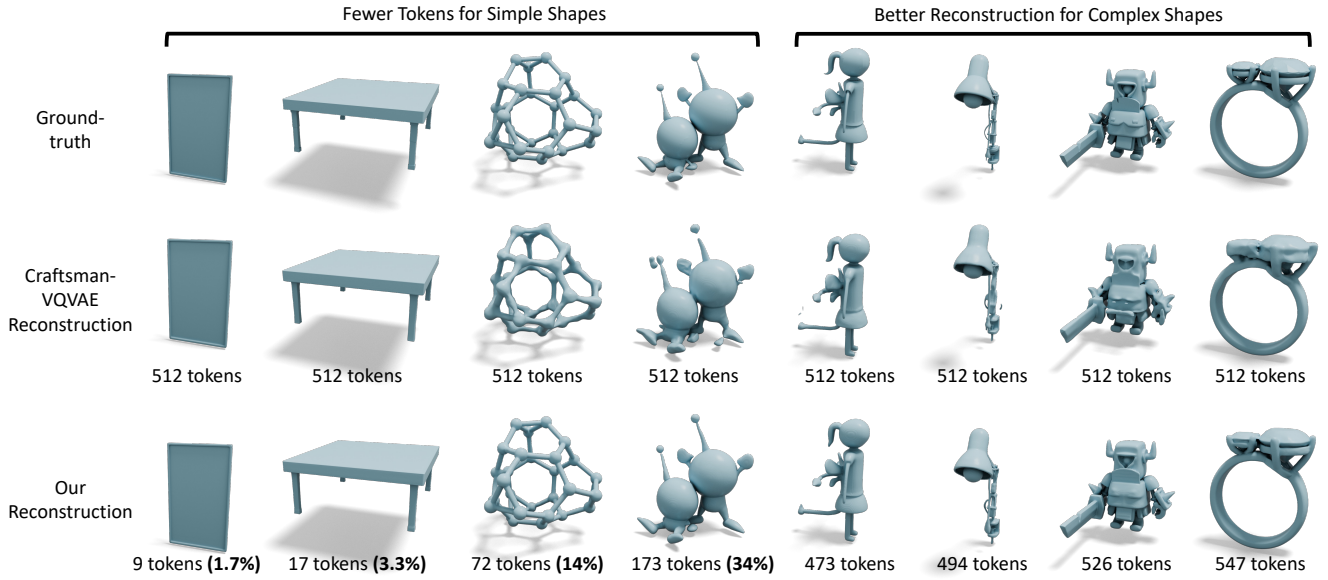 Fewer Tokens for Simple Shapes
Better Reconstruction for Complex Shapes
Ground-
truth
Craftsman-
VQVAE
Reconstruction
512 tokens
512 tokens
512 tokens
512 tokens
512 tokens
512 tokens
512 tokens
512 tokens
Our
Reconstruction
9 tokens (1.7%)
17 tokens (3.3%)
72 tokens (14%)
173 tokens (34%)
473 tokens
494 tokens
526 tokens
547 tokens